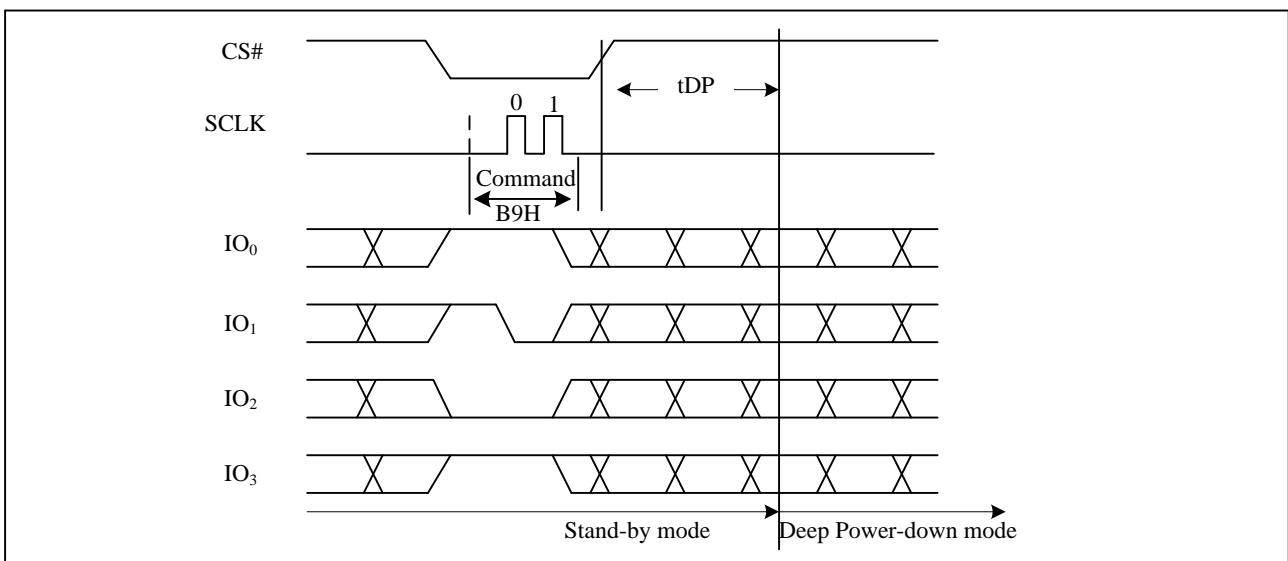 CS#
tDP
SCLK
0 1
Command
B9H
IO₀
IO₁
IO₂
IO₃
Stand-by mode
Deep Power-down mode